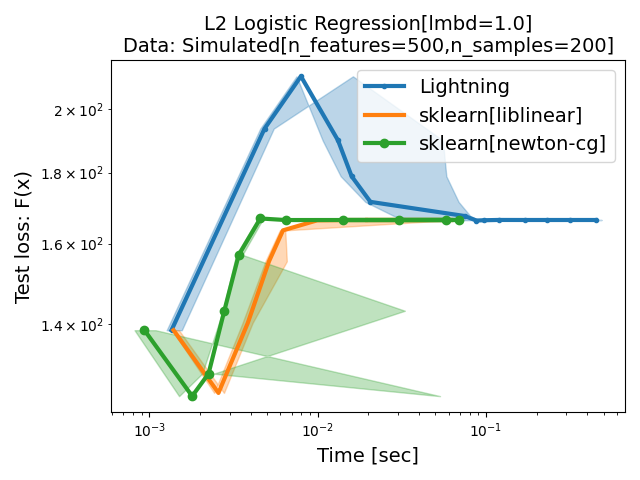 L2 Logistic Regression[lmbd=1.0]
Data: Simulated[n_features=500,n_samples=200]
Lightning
sklearn[liblinear]
sklearn[newton-cg]
Test loss: F(x)
2 × 10²
1.8 × 10²
1.6 × 10²
1.4 × 10²
10⁻³
10⁻²
10⁻¹
Time [sec]